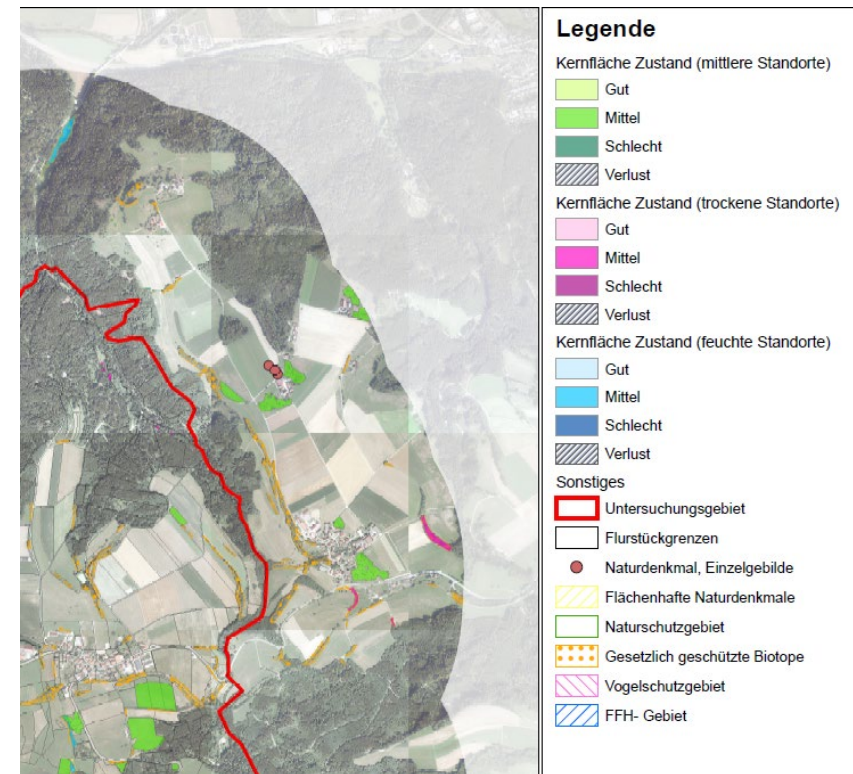 Legende
Kernfläche Zustand (mittlere Standorte)
Gut
Mittel
Schlecht
Verlust
Kernfläche Zustand (trockene Standorte)
Gut
Mittel
Schlecht
Verlust
Kernfläche Zustand (feuchte Standorte)
Gut
Mittel
Schlecht
Verlust
Sonstiges
Untersuchungsgebiet
Flurstückgrenzen
Naturdenkmal, Einzelgebilde
Flächenhafte Naturdenkmale
Naturschutzgebiet
Gesetzlich geschützte Biotope
Vogelschutzgebiet
FFH- Gebiet